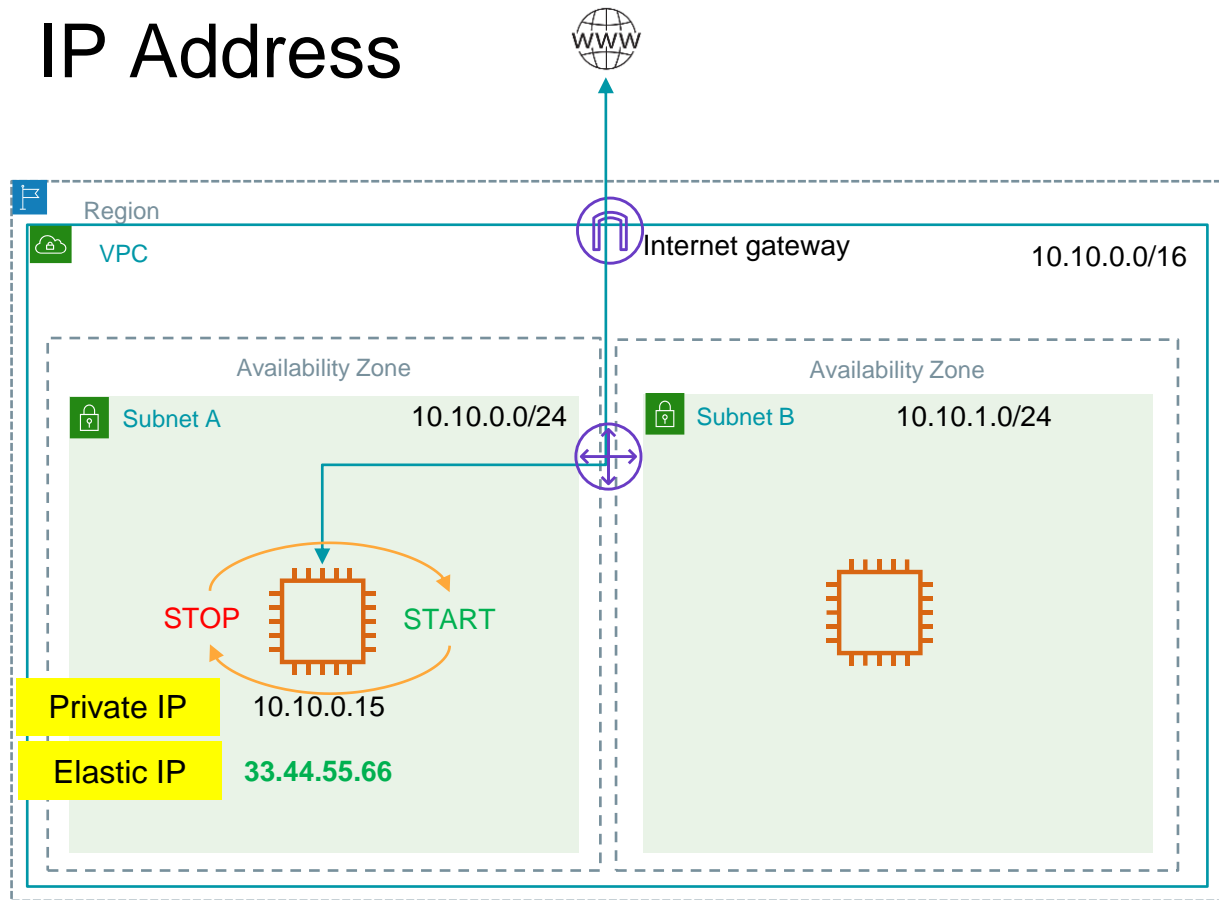 IP Address
WWW
Region
VPC
Internet gateway
10.10.0.0/16
Availability Zone
Availability Zone
Subnet A
10.10.0.0/24
Subnet B
10.10.1.0/24
STOP
START
Private IP
10.10.0.15
Elastic IP
33.44.55.66